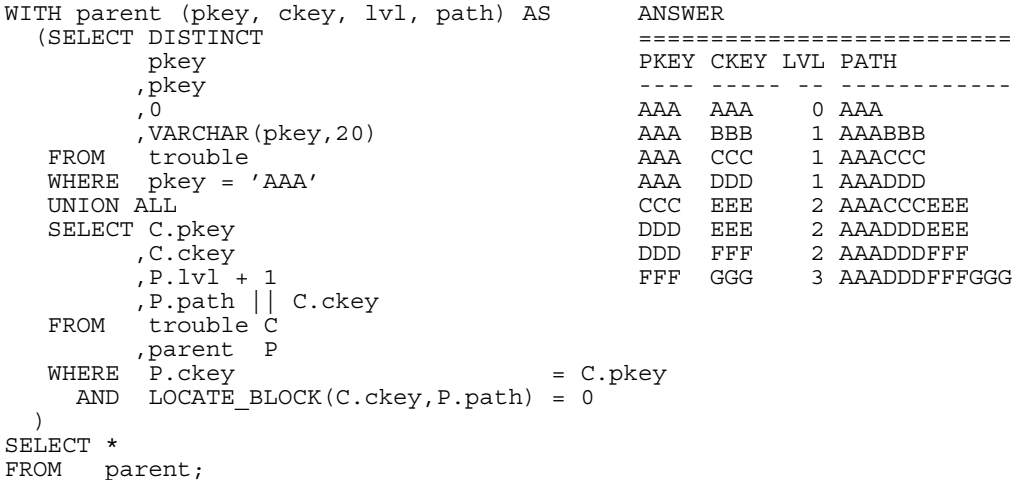 WITH parent (pkey, ckey, lvl, path) AS
(SELECT DISTINCT
pkey
,pkey
,0
,VARCHAR(pkey,20)
FROM trouble
WHERE pkey = 'AAA'
UNION ALL
SELECT C.pkey
,C.ckey
,P.lvl + 1
,P.path || C.ckey
FROM trouble C
,parent P
WHERE P.ckey = C.pkey
AND LOCATE_BLOCK(C.ckey,P.path) = 0
)
SELECT *
FROM parent;
ANSWER
==========================
PKEY CKEY LVL PATH
---- ----- -- ------------
AAA AAA 0 AAA
AAA BBB 1 AAABBB
AAA CCC 1 AAACCC
AAA DDD 1 AAADDD
CCC EEE 2 AAACCCEEE
DDD EEE 2 AAADDDEEE
DDD FFF 2 AAADDDFFF
FFF GGG 3 AAADDDFFFGGG